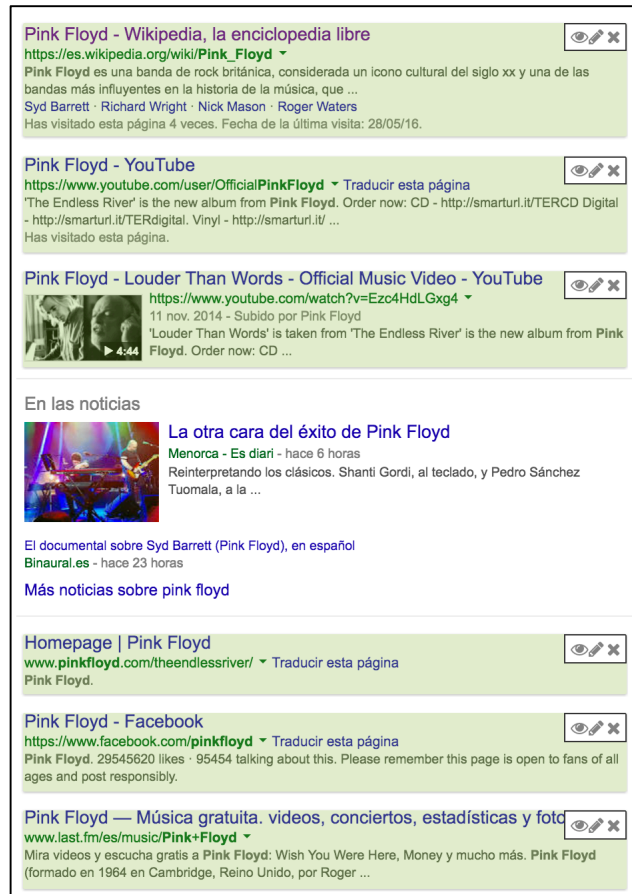 Pink Floyd - Wikipedia, la enciclopedia libre
https://es.wikipedia.org/wiki/Pink_Floyd
Pink Floyd es una banda de rock británica, considerada un icono cultural del siglo xx y una de las
bandas más influyentes en la historia de la música, que ...
Syd Barrett · Richard Wright · Nick Mason · Roger Waters
Has visitado esta página 4 veces. Fecha de la última visita: 28/05/16.
Pink Floyd - YouTube
https://www.youtube.com/user/OfficialPinkFloyd Traducir esta página
'The Endless River' is the new album from Pink Floyd. Order now: CD - http://smarturl.it/TERCD Digital
- http://smarturl.it/TERdigital. Vinyl - http://smarturl.it/ ...
Has visitado esta página.
Pink Floyd - Louder Than Words - Official Music Video - YouTube
https://www.youtube.com/watch?v=Ezc4HdLGxg4
11 nov. 2014 - Subido por Pink Floyd
'Louder Than Words' is taken from 'The Endless River' is the new album from Pink
Floyd. Order now: CD ...
4:44
En las noticias
La otra cara del éxito de Pink Floyd
Menorca - Es diari - hace 6 horas
Reinterpretando los clásicos. Shanti Gordi, al teclado, y Pedro Sánchez
Tuomala, a la ...
El documental sobre Syd Barrett (Pink Floyd), en español
Binaural.es - hace 23 horas
Más noticias sobre pink floyd
Homepage | Pink Floyd
www.pinkfloyd.com/theendlessriver/ Traducir esta página
Pink Floyd.
Pink Floyd - Facebook
https://www.facebook.com/pinkfloyd Traducir esta página
Pink Floyd. 29545620 likes · 95454 talking about this. Please remember this page is open to fans of all
ages and post responsibly.
Pink Floyd — Música gratuita. videos, conciertos, estadísticas y foto
www.last.fm/es/music/Pink+Floyd
Mira videos y escucha gratis a Pink Floyd: Wish You Were Here, Money y mucho más. Pink Floyd
(formado en 1964 en Cambridge, Reino Unido, por Roger ...